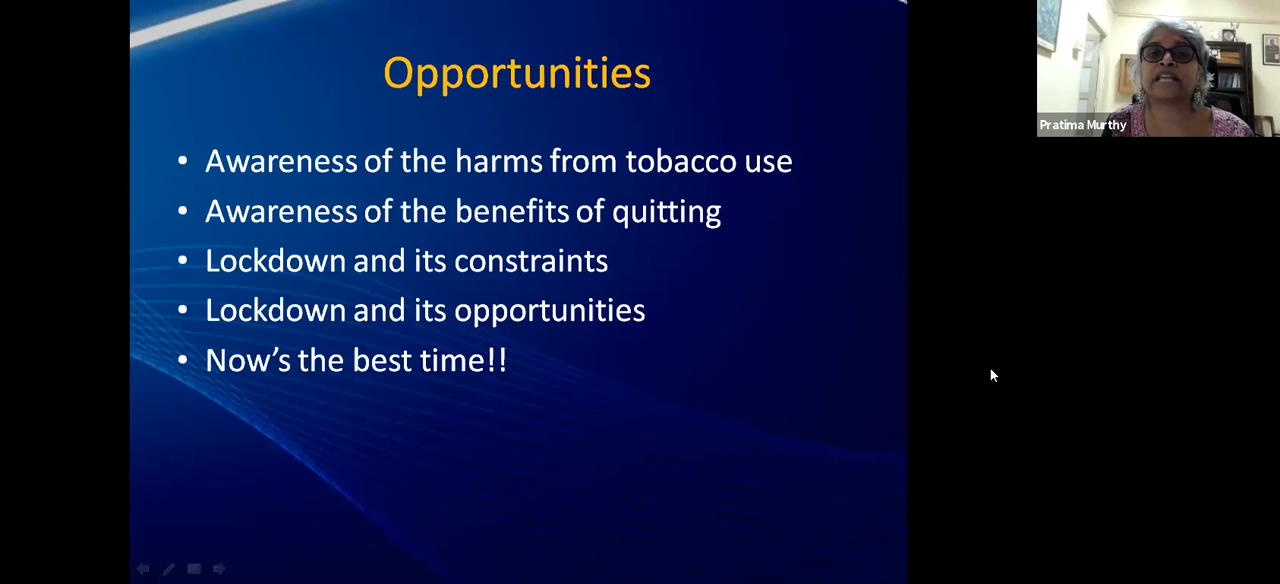 Opportunities
• Awareness of the harms from tobacco use
• Awareness of the benefits of quitting
• Lockdown and its constraints
• Lockdown and its opportunities
• Now’s the best time!!
Pratima Murthy